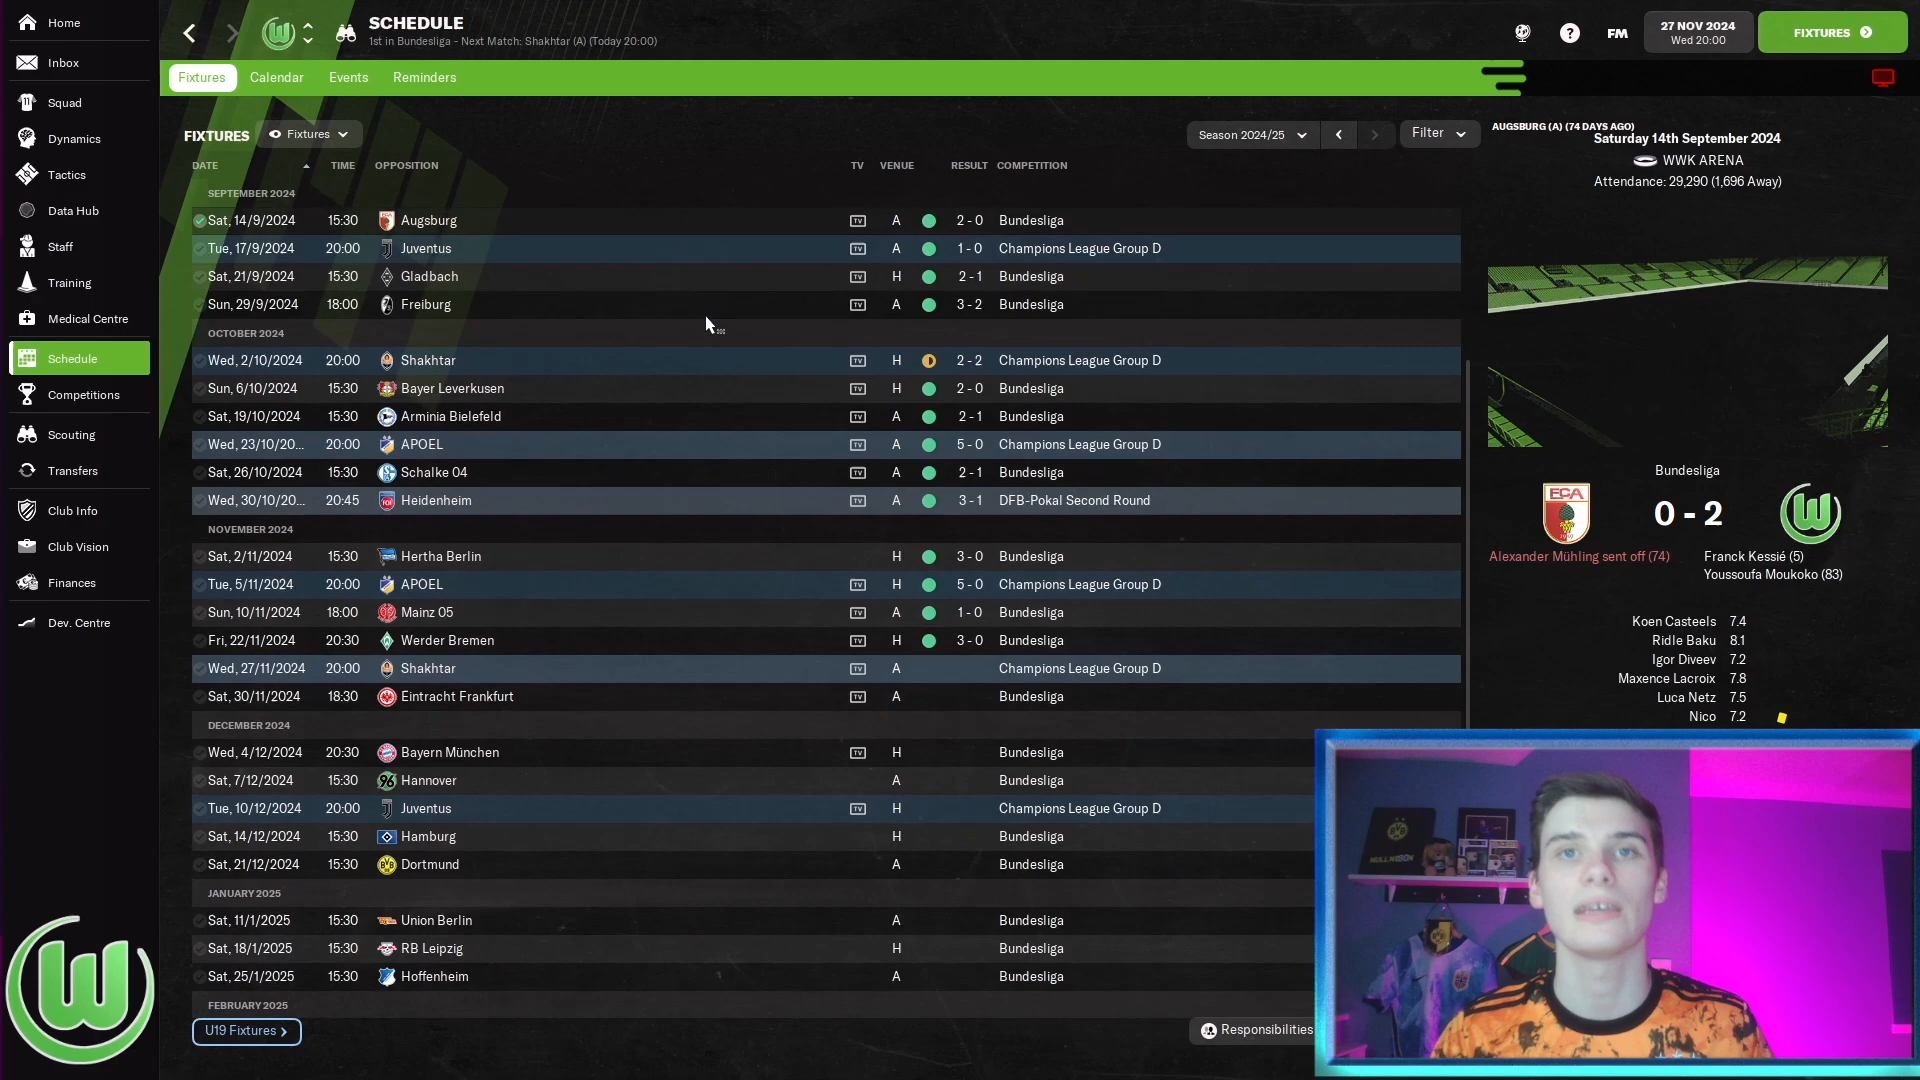 Home
Inbox
Squad
Dynamics
Tactics
Data Hub
Staff
Training
Medical Centre
Schedule
Competitions
Scouting
Transfers
Club Info
Club Vision
Finances
Dev. Centre
SCHEDULE
1st in Bundesliga - Next Match: Shakhtar (A) (Today 20:00)
FM
27 NOV 2024
Wed 20:00
FIXTURES
Fixtures Calendar Events Reminders
FIXTURES
Fixtures
Season 2024/25
Filter
DATE TIME OPPOSITION TV VENUE RESULT COMPETITION
SEPTEMBER 2024
Sat, 14/9/2024 15:30 Augsburg TV A 2 - 0 Bundesliga
Tue, 17/9/2024 20:00 Juventus TV A 1 - 0 Champions League Group D
Sat, 21/9/2024 15:30 Gladbach TV H 2 - 1 Bundesliga
Sun, 29/9/2024 18:00 Freiburg TV A 3 - 2 Bundesliga
OCTOBER 2024
Wed, 2/10/2024 20:00 Shakhtar TV H 2 - 2 Champions League Group D
Sun, 6/10/2024 15:30 Bayer Leverkusen TV H 2 - 0 Bundesliga
Sat, 19/10/2024 15:30 Arminia Bielefeld TV A 2 - 1 Bundesliga
Wed, 23/10/20... 20:00 APOEL TV A 5 - 0 Champions League Group D
Sat, 26/10/2024 15:30 Schalke 04 TV A 2 - 1 Bundesliga
Wed, 30/10/20... 20:45 Heidenheim TV A 3 - 1 DFB-Pokal Second Round
NOVEMBER 2024
Sat, 2/11/2024 15:30 Hertha Berlin H 3 - 0 Bundesliga
Tue, 5/11/2024 20:00 APOEL TV H 5 - 0 Champions League Group D
Sun, 10/11/2024 18:00 Mainz 05 TV A 1 - 0 Bundesliga
Fri, 22/11/2024 20:30 Werder Bremen TV H 3 - 0 Bundesliga
Wed, 27/11/2024 20:00 Shakhtar TV A Champions League Group D
Sat, 30/11/2024 18:30 Eintracht Frankfurt TV A Bundesliga
DECEMBER 2024
Wed, 4/12/2024 20:30 Bayern München TV H Bundesliga
Sat, 7/12/2024 15:30 Hannover A Bundesliga
Tue, 10/12/2024 20:00 Juventus TV H Champions League Group D
Sat, 14/12/2024 15:30 Hamburg H Bundesliga
Sat, 21/12/2024 15:30 Dortmund A Bundesliga
JANUARY 2025
Sat, 11/1/2025 15:30 Union Berlin A Bundesliga
Sat, 18/1/2025 15:30 RB Leipzig H Bundesliga
Sat, 25/1/2025 15:30 Hoffenheim A Bundesliga
FEBRUARY 2025
U19 Fixtures
Responsibilities
AUGSBURG (A) (74 DAYS AGO)
Saturday 14th September 2024
WWK ARENA
Attendance: 29,290 (1,696 Away)
Bundesliga
FCA
0 - 2
Alexander Mühling sent off (74)
Franck Kessié (5)
Youssoufa Moukoko (83)
Koen Casteels 7.4
Ridle Baku 8.1
Igor Diveev 7.2
Maxence Lacroix 7.8
Luca Netz 7.5
Nico 7.2